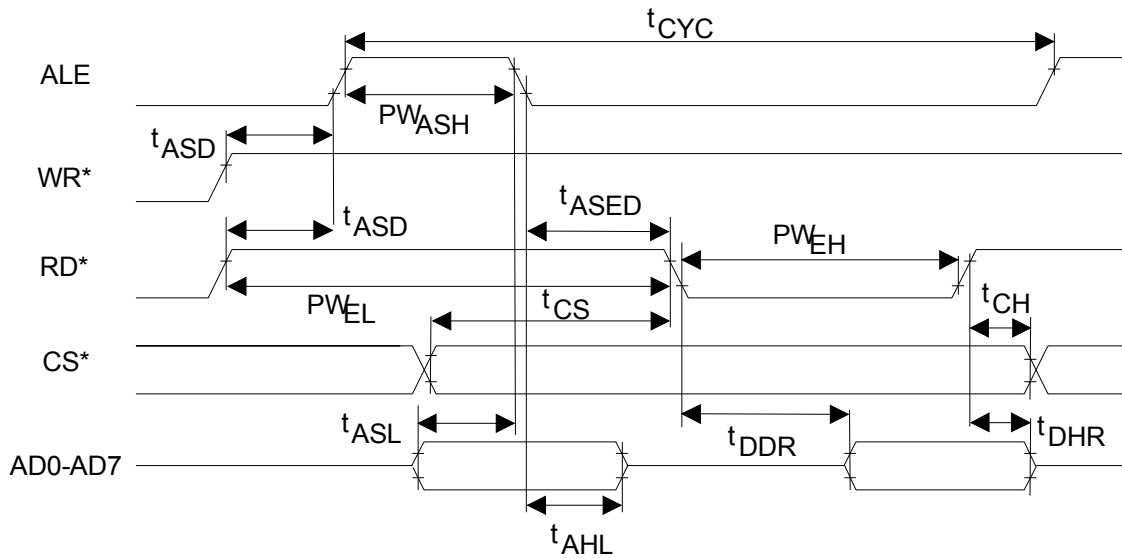 tCYC
ALE
PWASH
tASD
WR*
tASED
tASD
PWEH
RD*
PWEL
tCS
tCH
CS*
tASL
tDDR
tDHR
AD0-AD7
tAHL